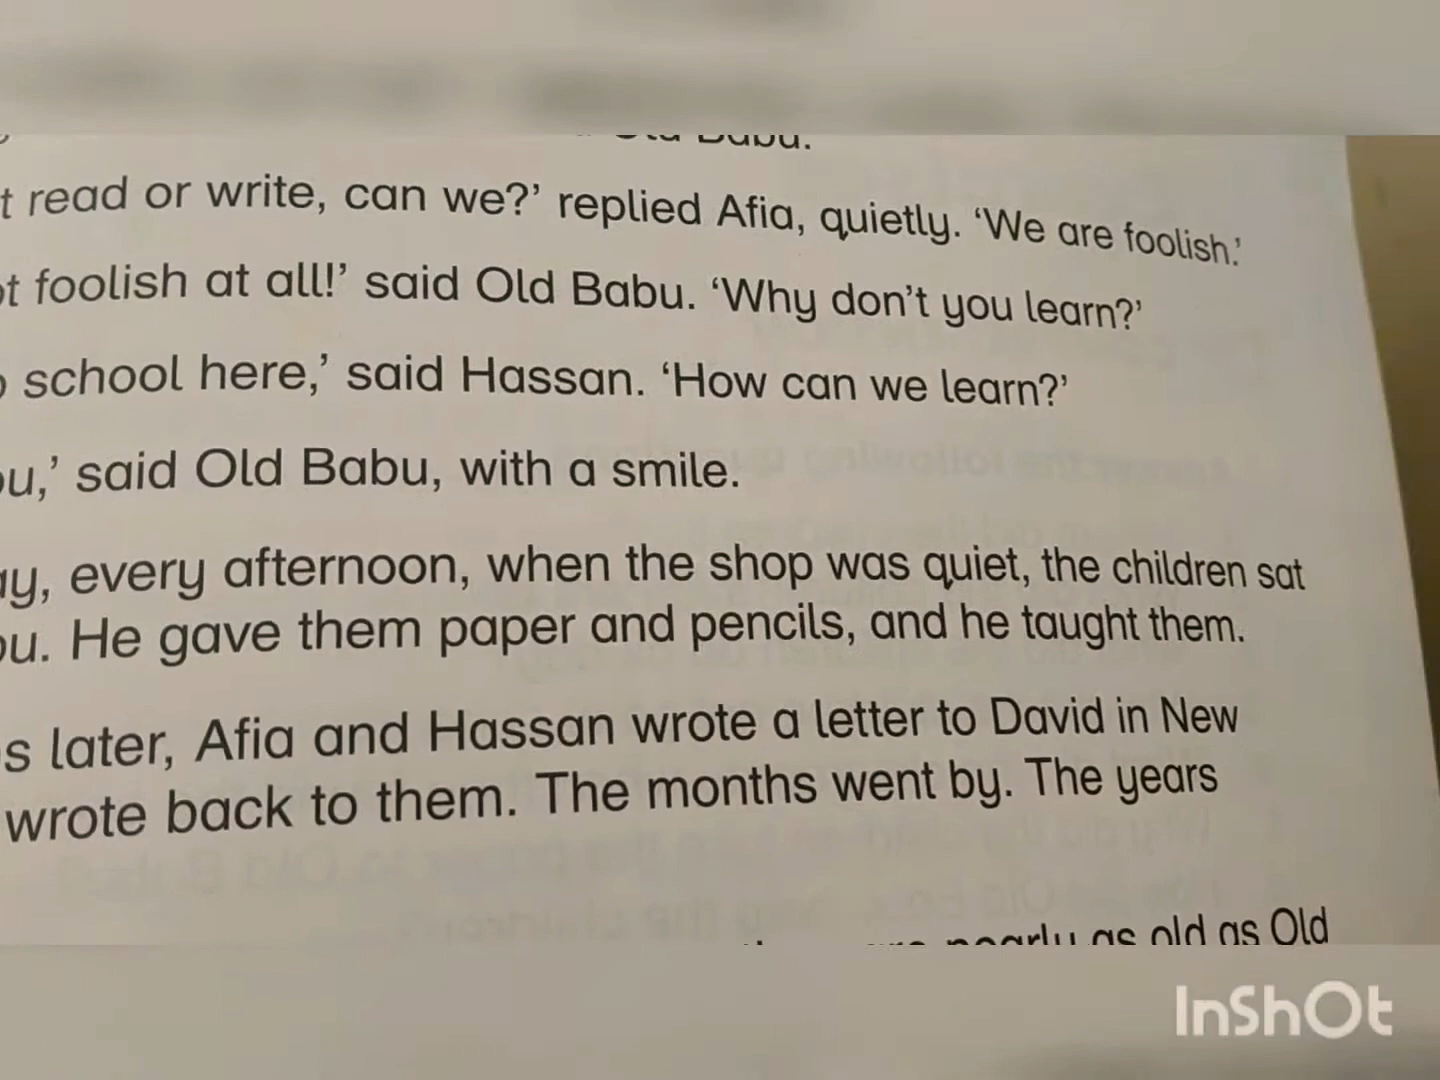 Old Babu.
t read or write, can we?’ replied Afia, quietly. ‘We are foolish.’
foolish at all!’ said Old Babu. ‘Why don’t you learn?’
school here,’ said Hassan. ‘How can we learn?’
said Old Babu, with a smile.
every afternoon, when the shop was quiet, the children sat
He gave them paper and pencils, and he taught them.
s later, Afia and Hassan wrote a letter to David in New
wrote back to them. The months went by. The years
nearly as old as Old
InShOt